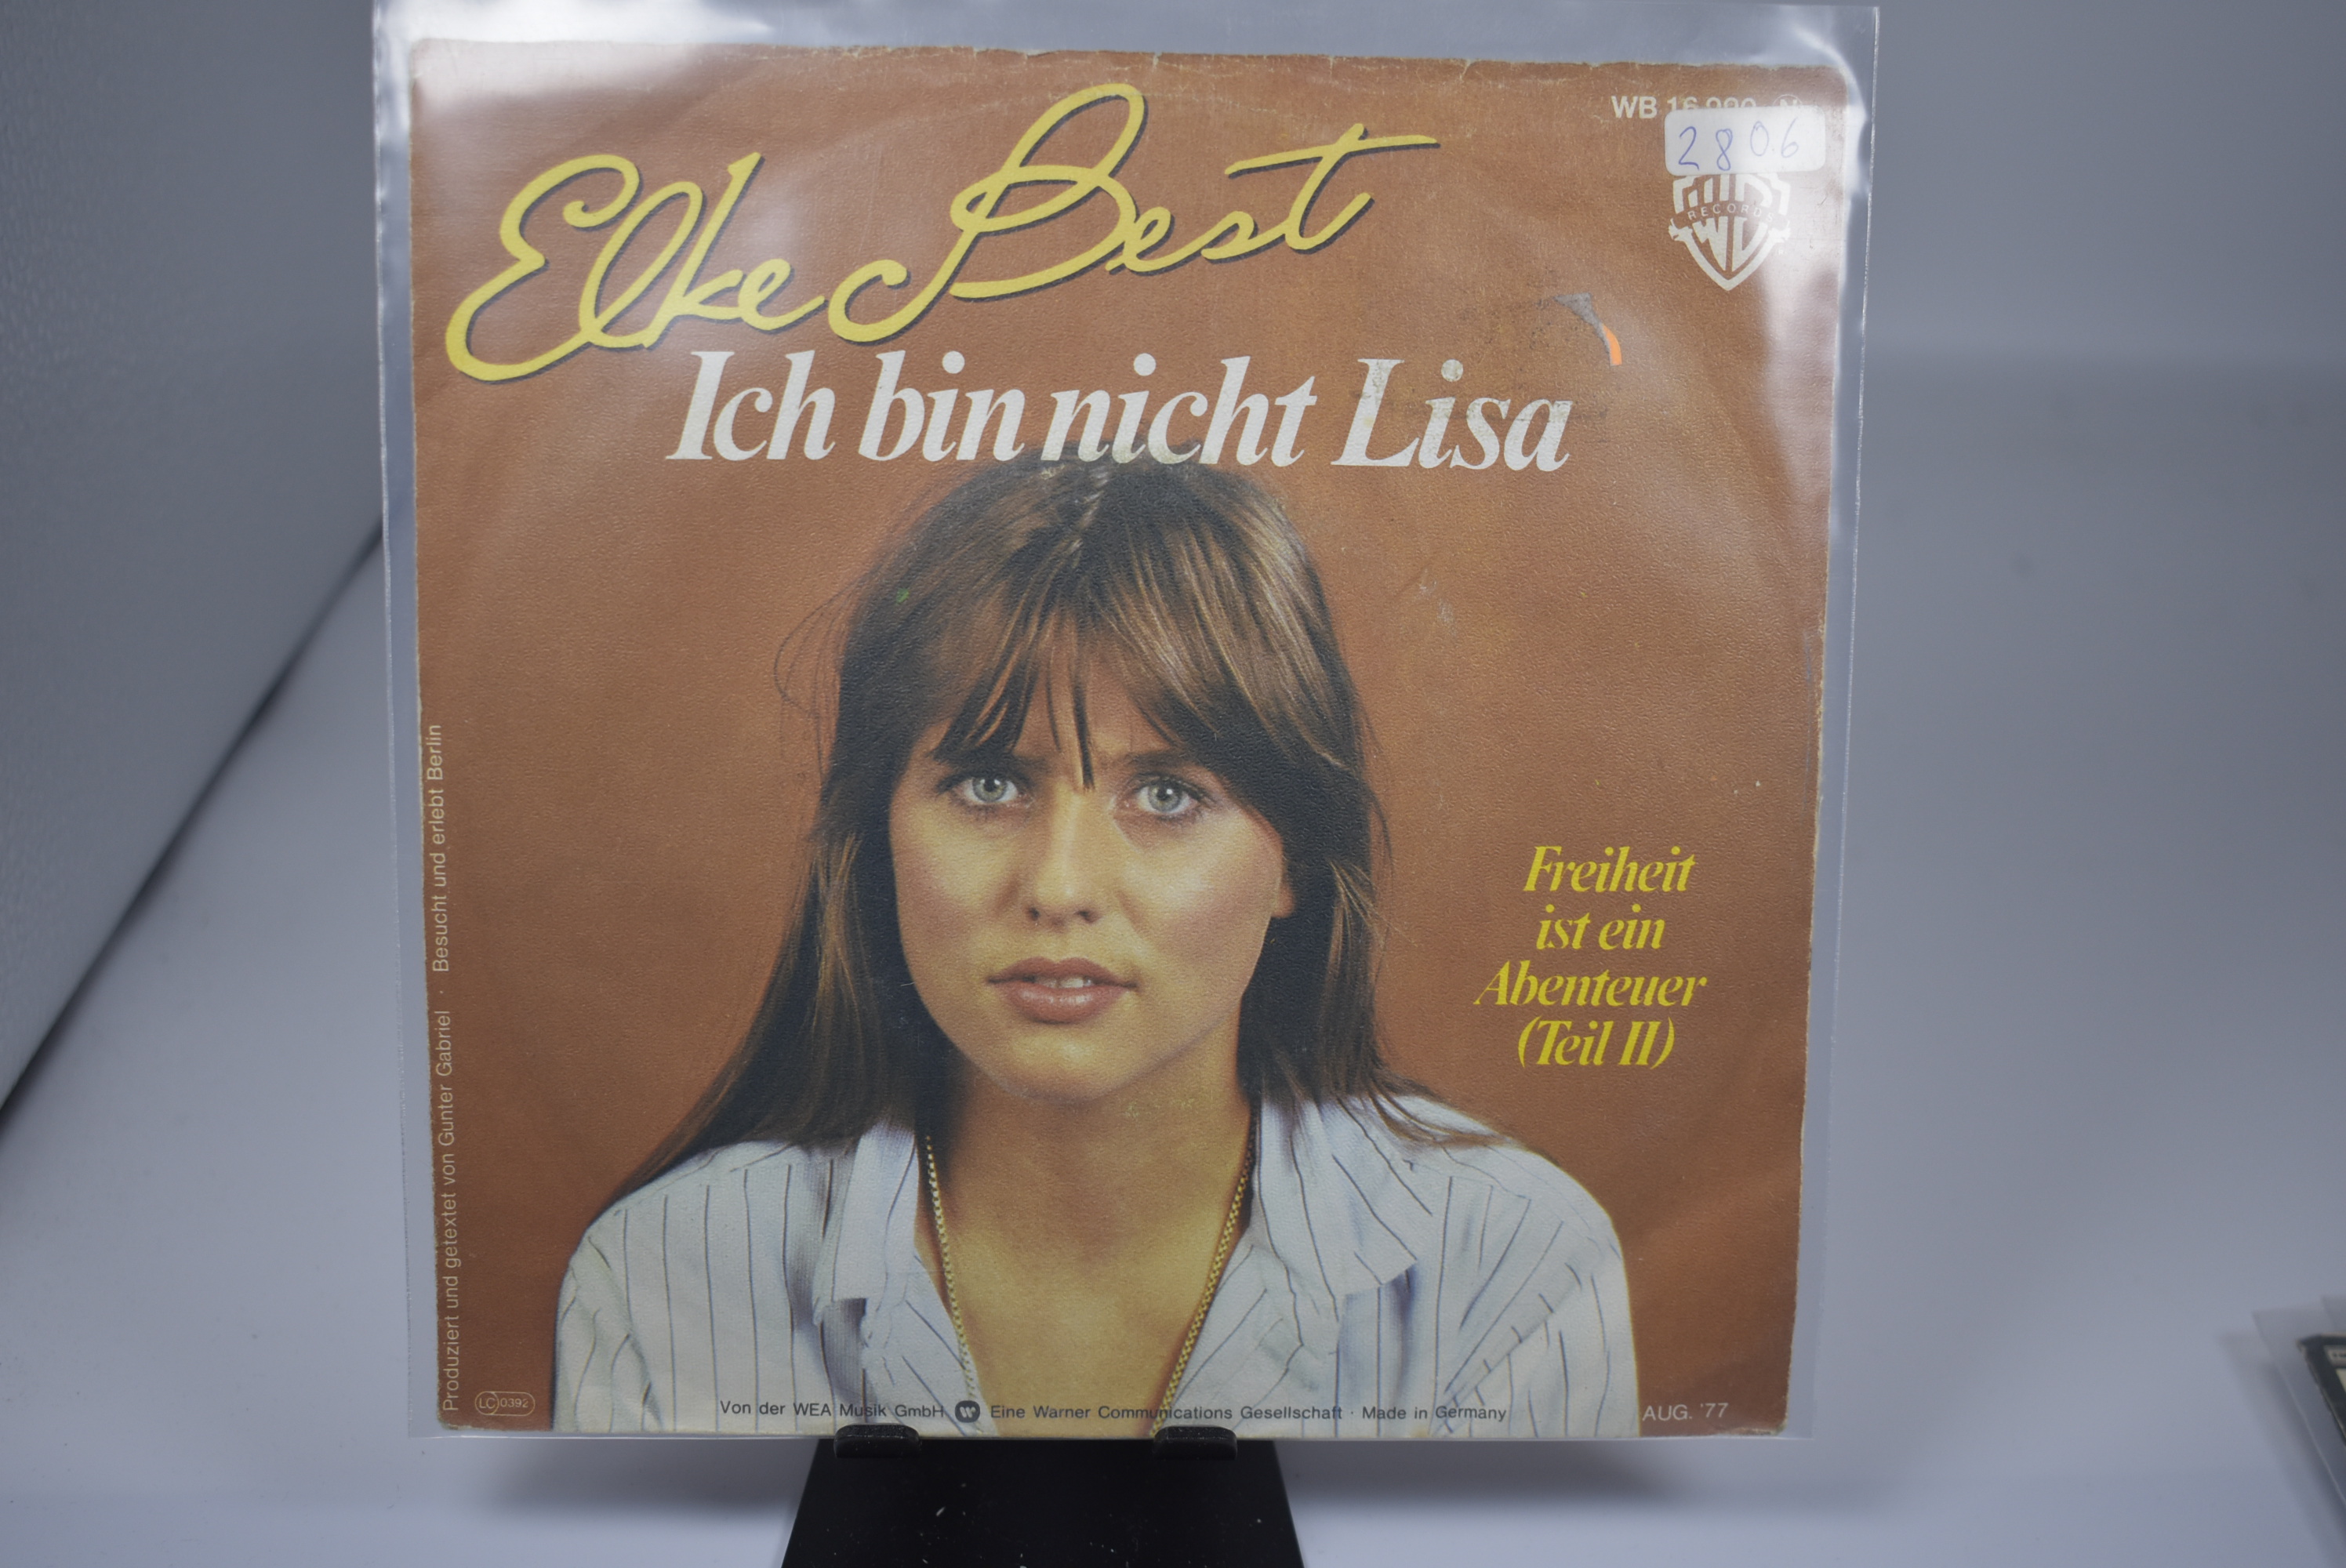 Elke Best
WB
280.6
RECORDS
Ich bin nicht Lisa
Freiheit
ist ein
Abenteuer
(Teil II)
Produziert und getextet von Gunter Gabriel · Besucht und erlebt Berlin
LC 0392
Von der WEA Musik GmbH Eine Warner Communications Gesellschaft · Made in Germany
AUG. '77